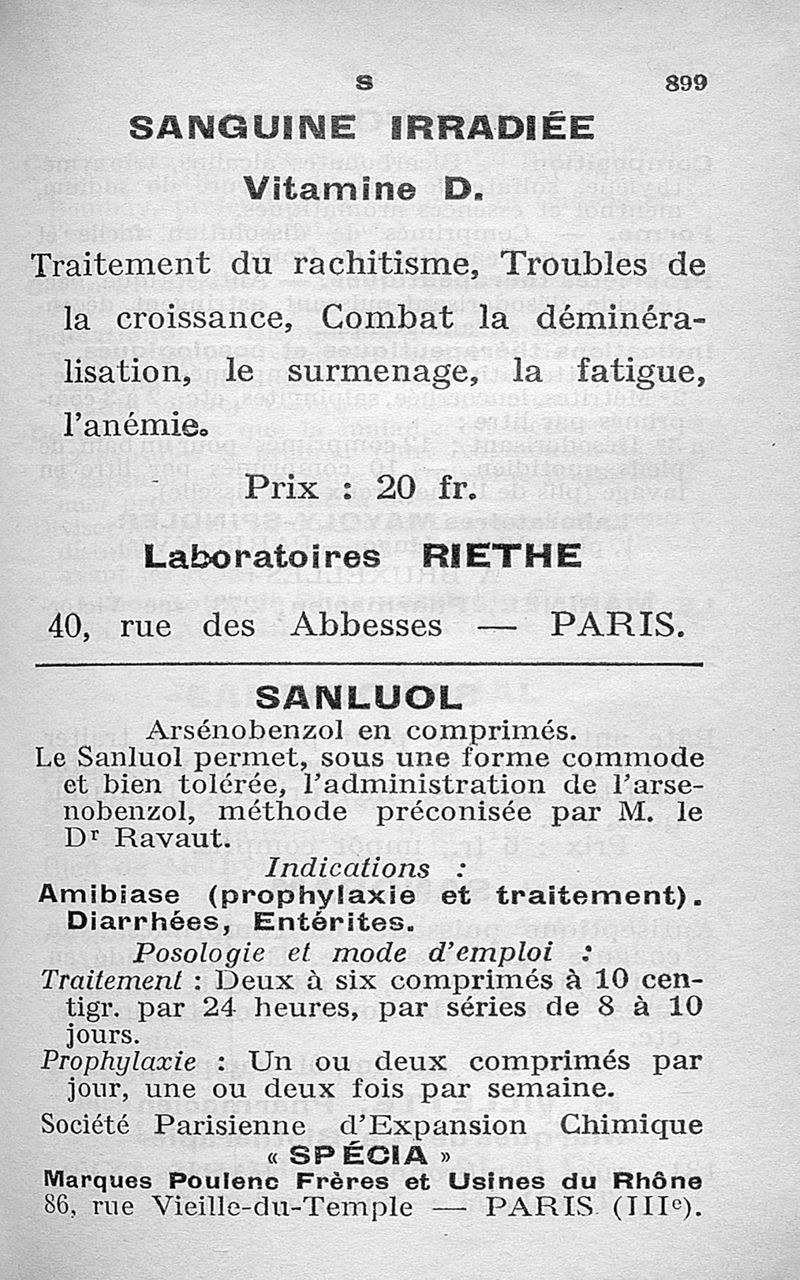 S 899
SANGUINE IRRADIÉE
Vitamine D.
Traitement du rachitisme, Troubles de
la croissance, Combat la déminéra-
lisation, le surmenage, la fatigue,
l'anémie.
Prix : 20 fr.
Laboratoires RIETHE
40, rue des Abbesses — PARIS.
SANLUOL
Arsénobenzol en comprimés.
Le Sanluol permet, sous une forme commode
et bien tolérée, l'administration de l'arse-
nobenzol, méthode préconisée par M. le
Dr Ravaut.
Indications :
Amibiase (prophylaxie et traitement).
Diarrhées, Entérites.
Posologie et mode d'emploi :
Traitement : Deux à six comprimés à 10 cen-
tigr. par 24 heures, par séries de 8 à 10
jours.
Prophylaxie : Un ou deux comprimés par
jour, une ou deux fois par semaine.
Société Parisienne d'Expansion Chimique
« SPÉCIA »
Marques Poulenc Frères et Usines du Rhône
86, rue Vieille-du-Temple — PARIS (IIIe).